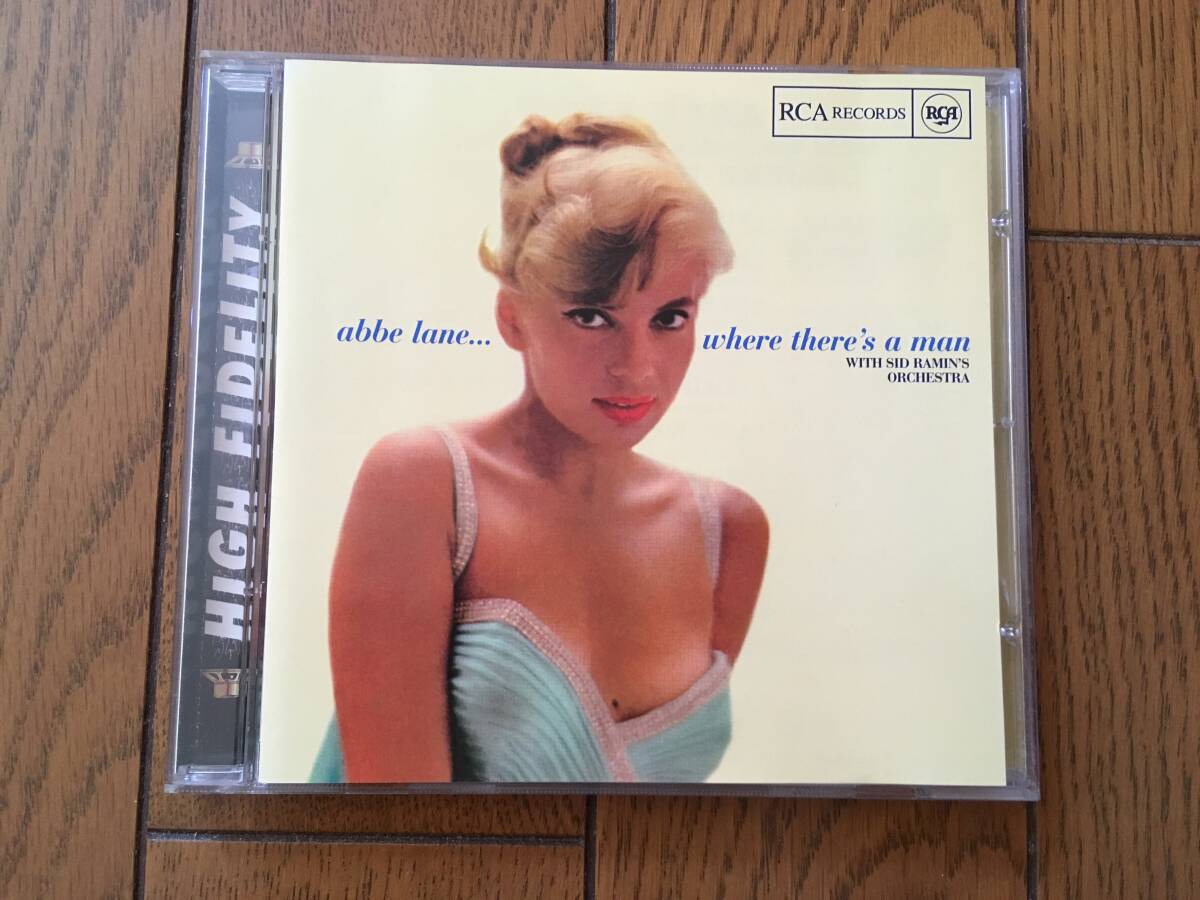 RCA RECORDS RCA
HIGH FIDELITY
abbe lane... where there's a man
WITH SID RAMIN'S
ORCHESTRA